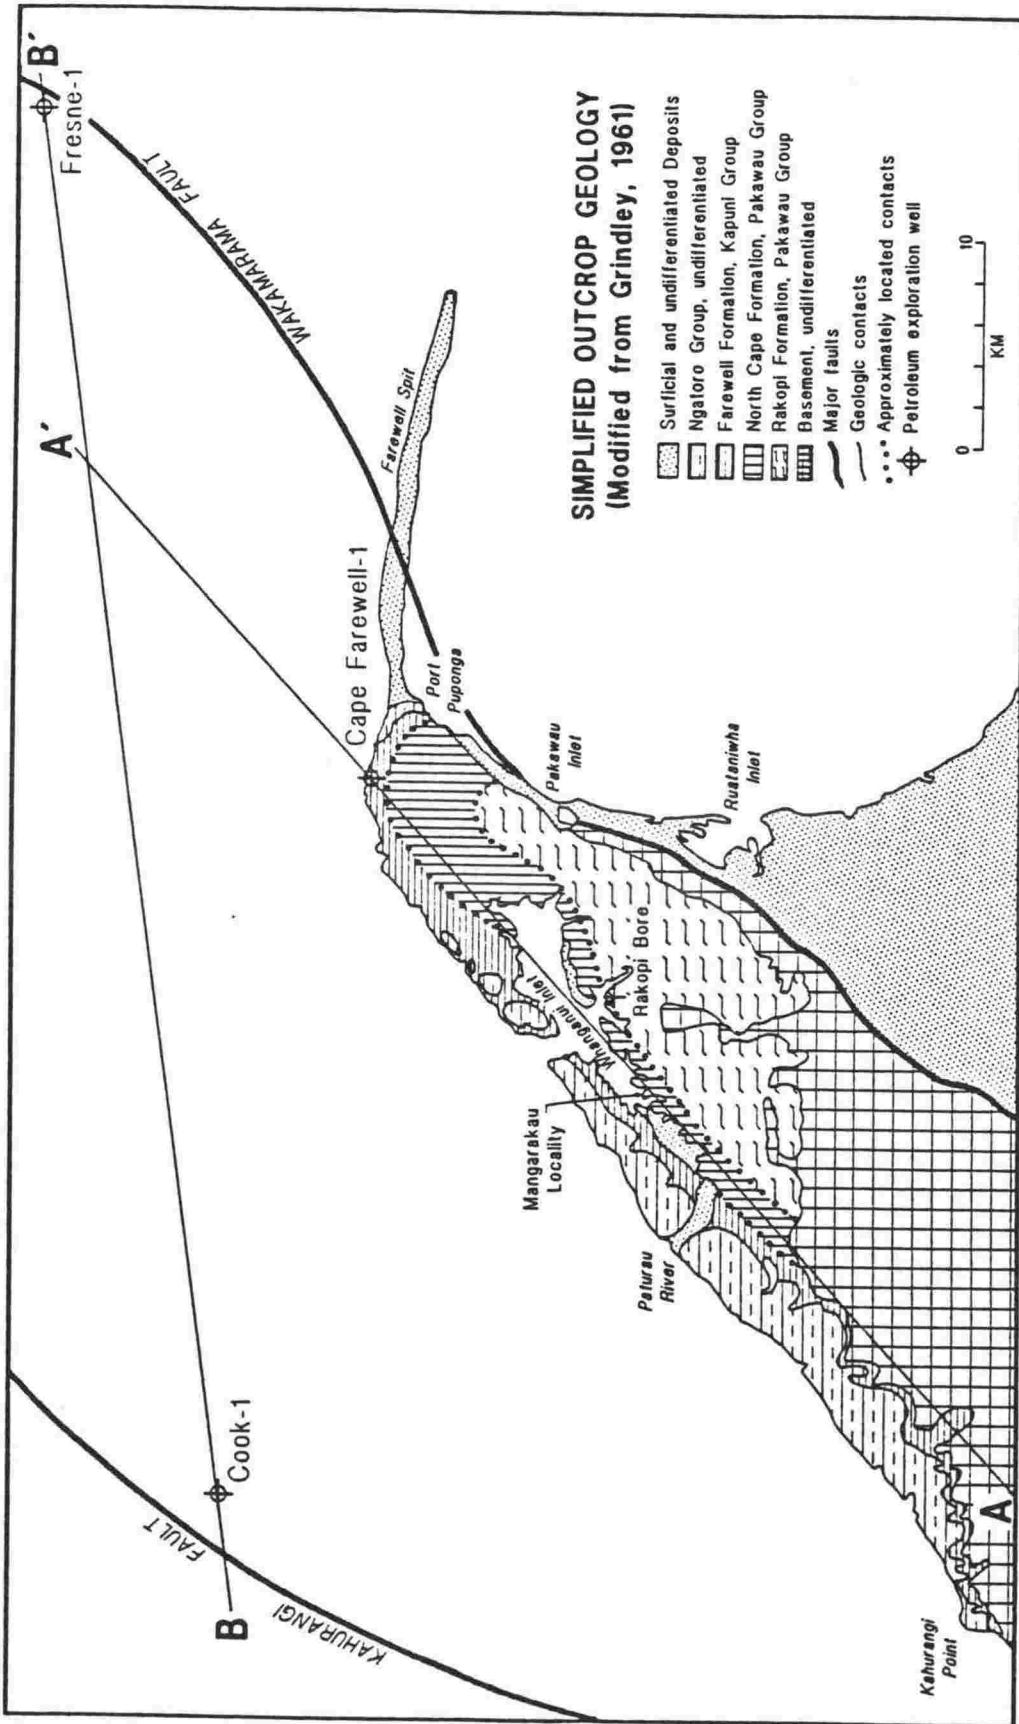 SIMPLIFIED OUTCROP GEOLOGY
(Modified from Grindley, 1961)
Surficial and undifferentiated Deposits
Ngatoro Group, undifferentiated
Farewell Formation, Kapuni Group
North Cape Formation, Pakawau Group
Rakopi Formation, Pakawau Group
Basement, undifferentiated
Major faults
Geologic contacts
Approximately located contacts
Petroleum exploration well
0
10
KM
B
B´
A
A´
Cook-1
Fresne-1
Cape Farewell-1
KAHURANGI
FAULT
WAKAMARAMA FAULT
Farewell Spit
Port
Puponga
Pakawau
Inlet
Ruataniwha
Inlet
Rakopi Bore
Whanganui Inlet
Mangarakau
Locality
Paturau
River
Kahurangi
Point